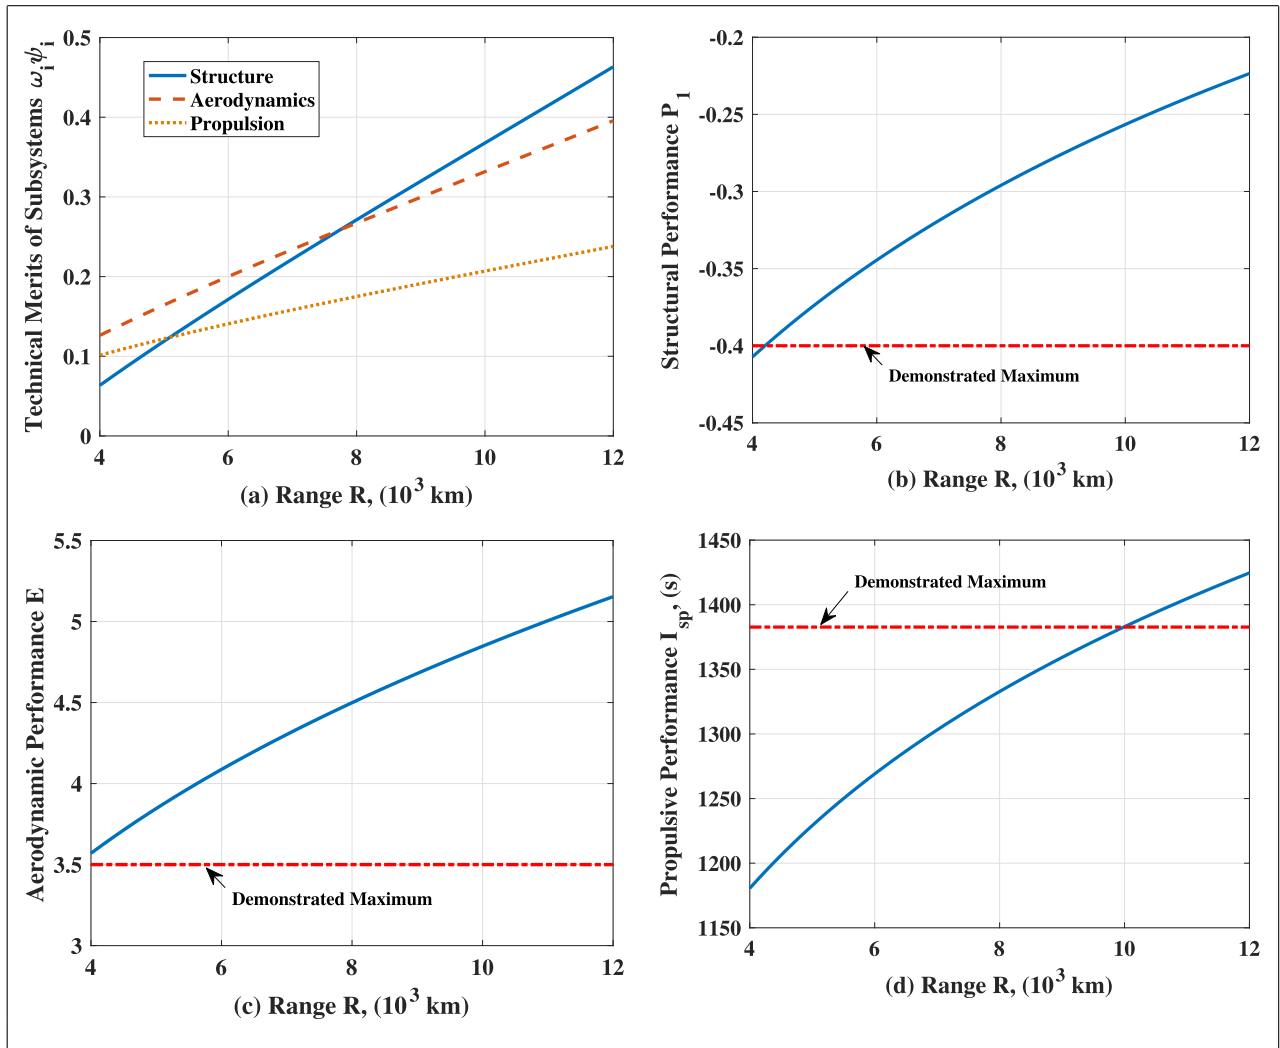 Technical Merits of Subsystems ω_i ψ_i
0.5
0.4
0.3
0.2
0.1
0
Structure
Aerodynamics
Propulsion
4 6 8 10 12
(a) Range R, (10^3 km)
Structural Performance P_1
-0.2
-0.25
-0.3
-0.35
-0.4
-0.45
Demonstrated Maximum
4 6 8 10 12
(b) Range R, (10^3 km)
Aerodynamic Performance E
5.5
5
4.5
4
3.5
3
Demonstrated Maximum
4 6 8 10 12
(c) Range R, (10^3 km)
Propulsive Performance I_sp, (s)
1450
1400
1350
1300
1250
1200
1150
Demonstrated Maximum
4 6 8 10 12
(d) Range R, (10^3 km)